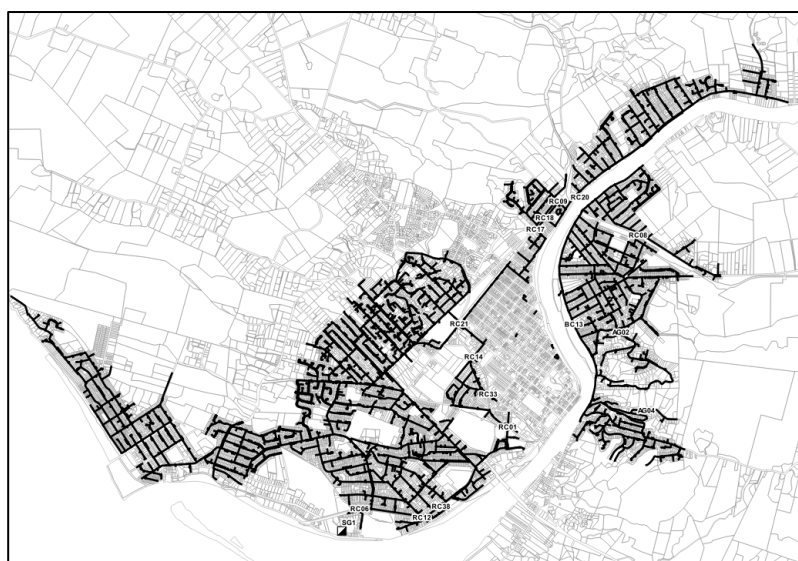 RC09
RC20
RC18
RC17
RC08
RC21
BC13
AG02
RC14
RC33
AG04
RC01
RC06
RC38
RC12
SG1